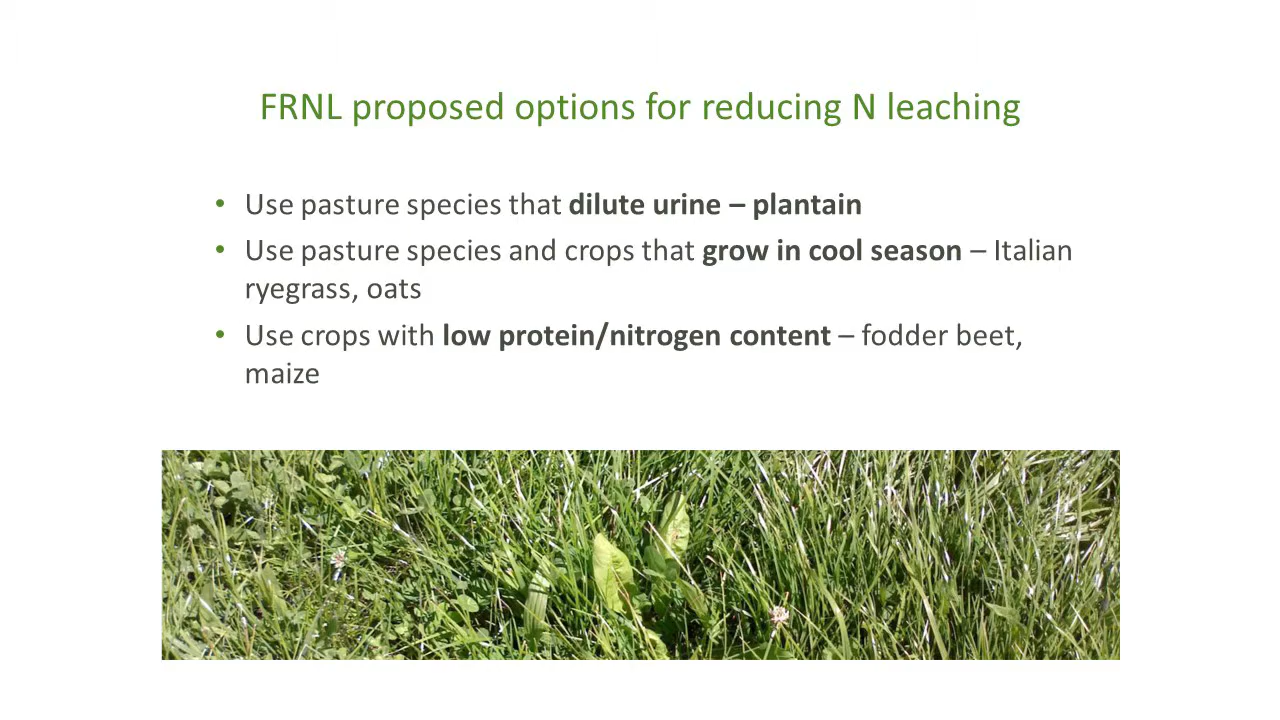 FRNL proposed options for reducing N leaching
• Use pasture species that dilute urine – plantain
• Use pasture species and crops that grow in cool season – Italian
ryegrass, oats
• Use crops with low protein/nitrogen content – fodder beet,
maize